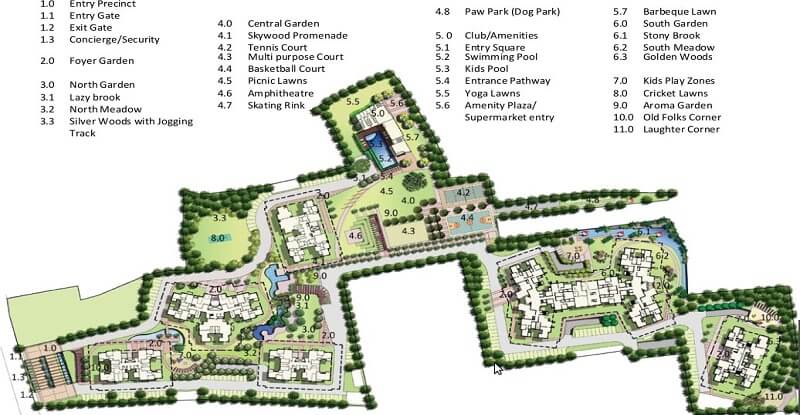 1.0 Entry Precinct
1.1 Entry Gate
1.2 Exit Gate
1.3 Concierge/Security
2.0 Foyer Garden
3.0 North Garden
3.1 Lazy brook
3.2 North Meadow
3.3 Silver Woods with Jogging
Track
4.0 Central Garden
4.1 Skywood Promenade
4.2 Tennis Court
4.3 Multi purpose Court
4.4 Basketball Court
4.5 Picnic Lawns
4.6 Amphitheatre
4.7 Skating Rink
4.8 Paw Park (Dog Park)
5. 0 Club/Amenities
5.1 Entry Square
5.2 Swimming Pool
5.3 Kids Pool
5.4 Entrance Pathway
5.5 Yoga Lawns
5.6 Amenity Plaza/
Supermarket entry
5.7 Barbeque Lawn
6.0 South Garden
6.1 Stony Brook
6.2 South Meadow
6.3 Golden Woods
7.0 Kids Play Zones
8.0 Cricket Lawns
9.0 Aroma Garden
10.0 Old Folks Corner
11.0 Laughter Corner
5.5
5.6
5.0
5.7
5.3
5.2
5.1
5.4
4.5
4.0
4.2
4.7
4.8
2.0
3.3
8.0
9.0
4.6
4.3
4.4
6.1
7.0
6.0
6.2
2.0
9.0
2.0
9.0
3.1
3.0
2.0
1.0
1.1
1.3
1.2
10.0
2.0
3.2
2.0
2.0
10.0
6.3
2.0
11.0